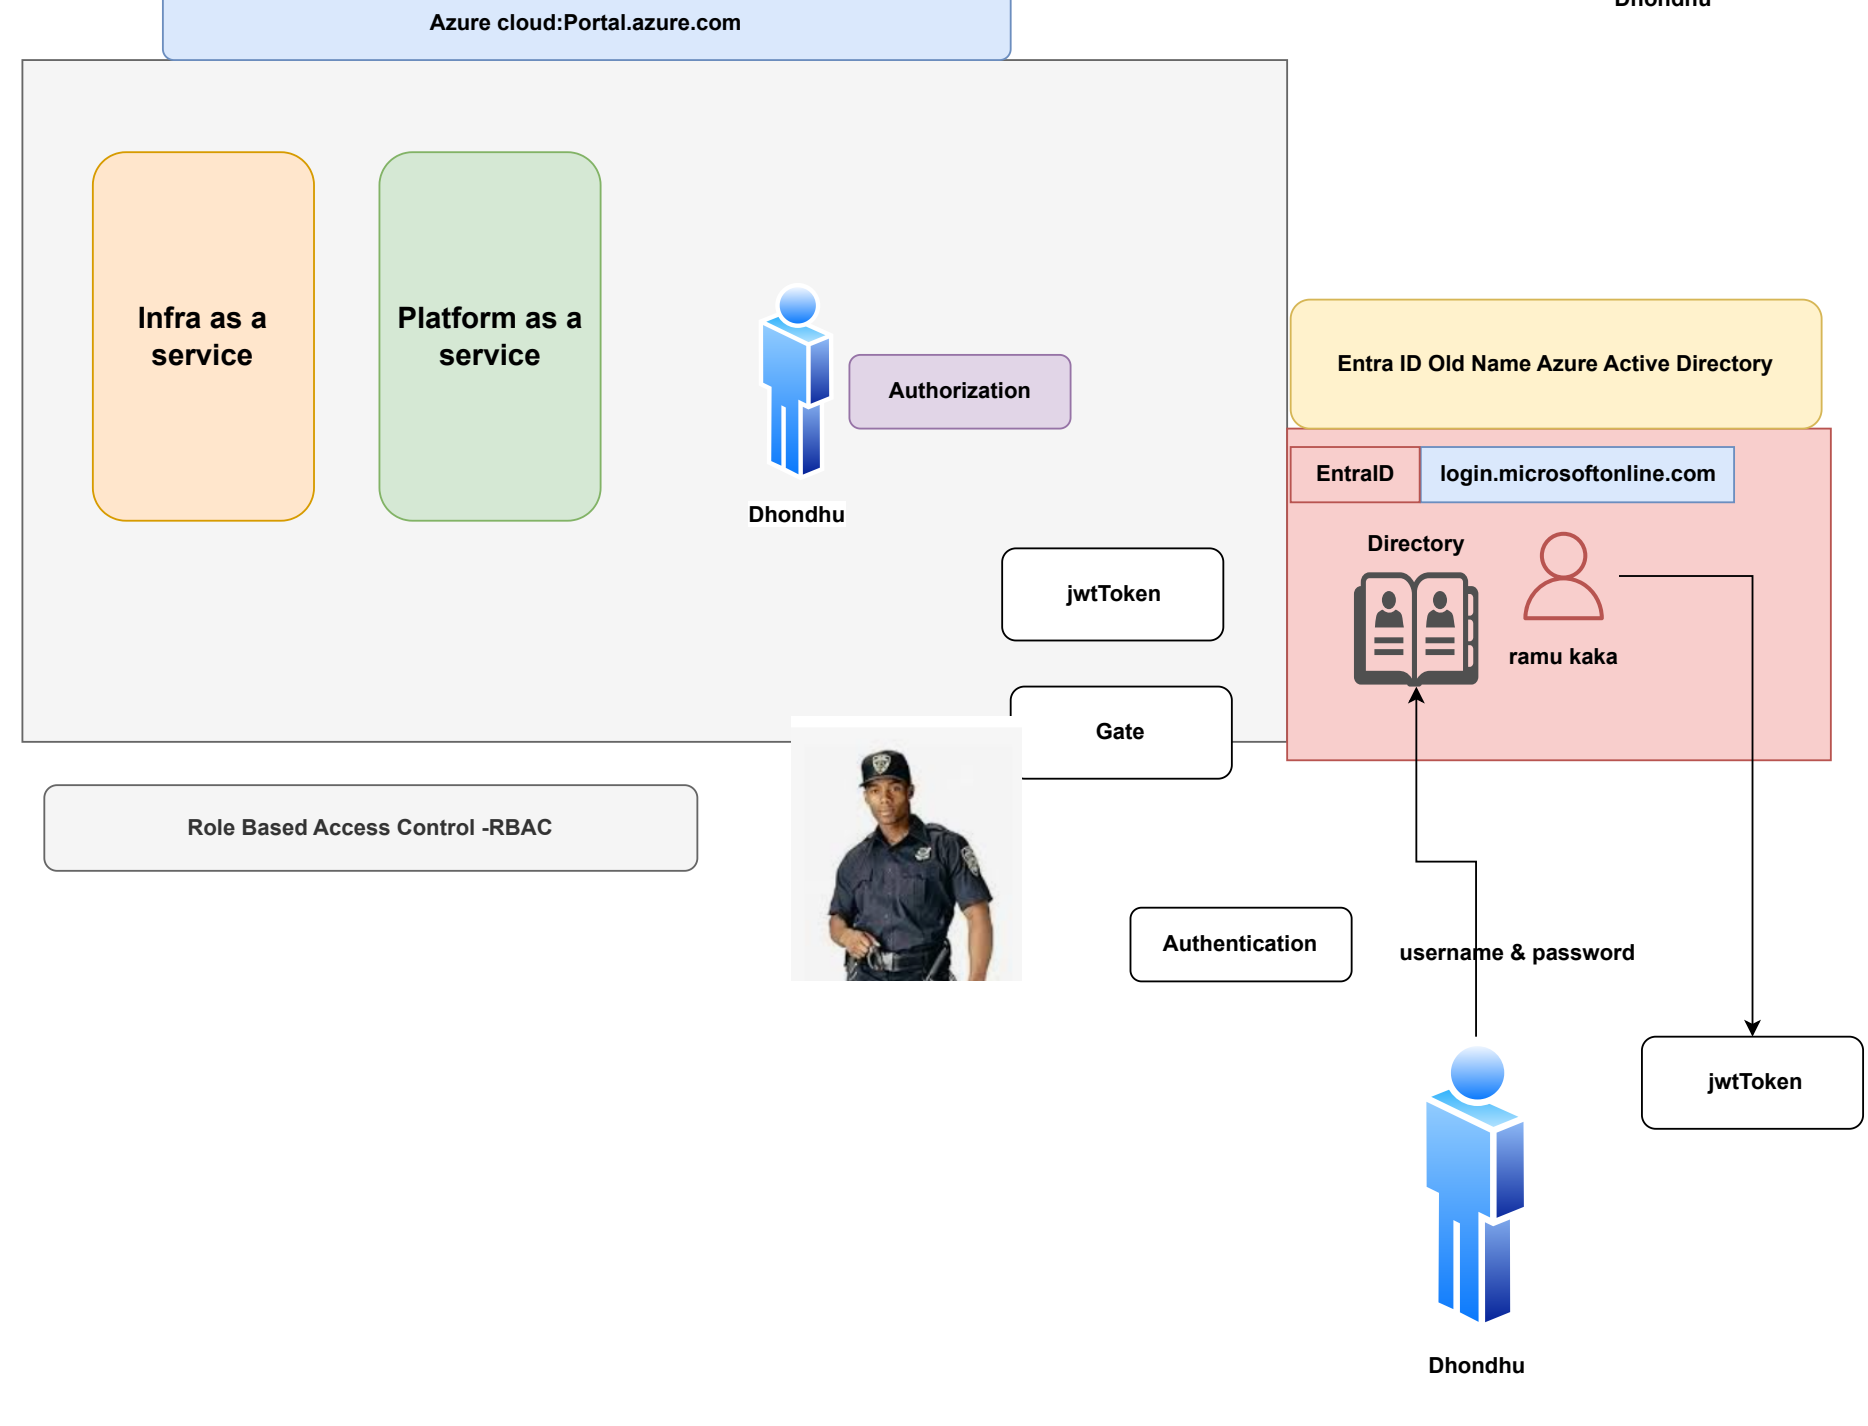 Dhondhu
Azure cloud:Portal.azure.com
Infra as a
service
Platform as a
service
Authorization
Dhondhu
Entra ID Old Name Azure Active Directory
EntraID
login.microsoftonline.com
Directory
ramu kaka
jwtToken
Gate
Role Based Access Control -RBAC
Authentication
username & password
jwtToken
Dhondhu